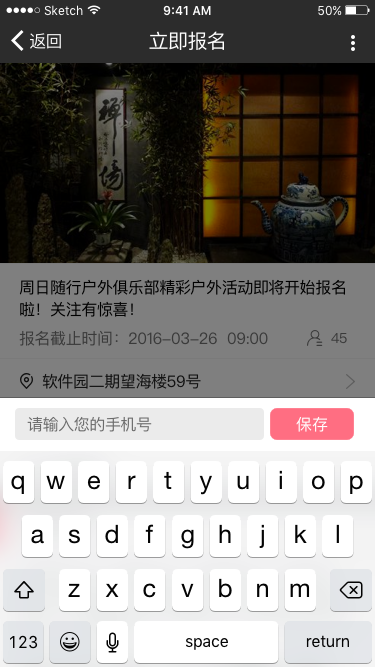 Sketch 9:41 AM 50%
返回 立即报名
禅
周日随行户外俱乐部精彩户外活动即将开始报名
啦！关注有惊喜！
报名截止时间：2016-03-26 09:00 45
软件园二期望海楼59号
请输入您的手机号 保存
q w e r t y u i o p
a s d f g h j k l
z x c v b n m
123 space return